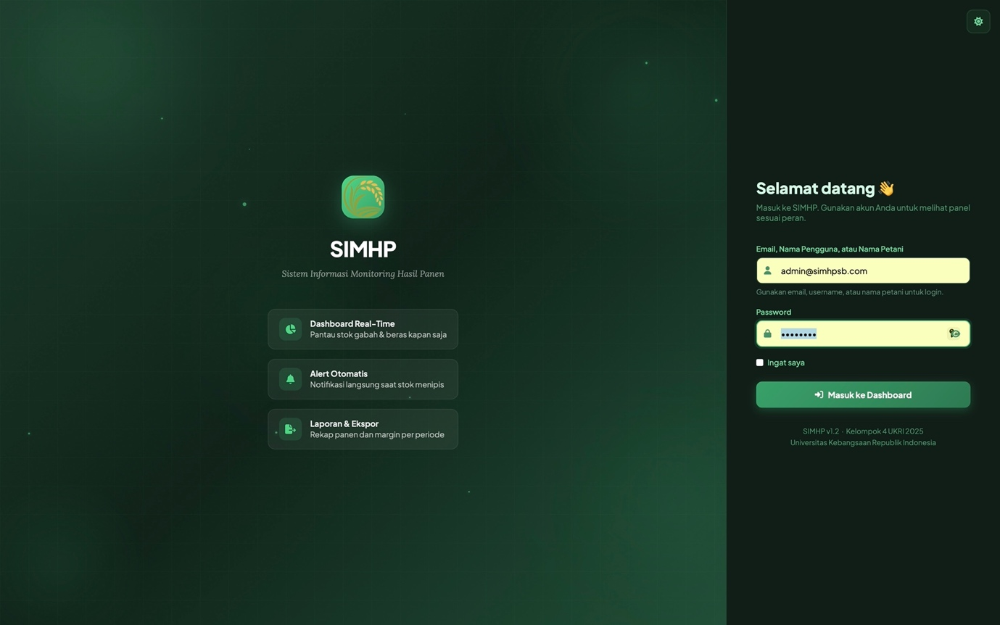 SIMHP
Sistem Informasi Monitoring Hasil Panen
Dashboard Real-Time
Pantau stok gabah & beras kapan saja
Alert Otomatis
Notifikasi langsung saat stok menipis
Laporan & Ekspor
Rekap panen dan margin per periode
Selamat datang 👋
Masuk ke SIMHP. Gunakan akun Anda untuk melihat panel
sesuai peran.
Email, Nama Pengguna, atau Nama Petani
admin@simhpsb.com
Gunakan email, username, atau nama petani untuk login.
Password
••••••••
Ingat saya
Masuk ke Dashboard
SIMHP v1.2 · Kelompok 4 UKRI 2025
Universitas Kebangsaan Republik Indonesia